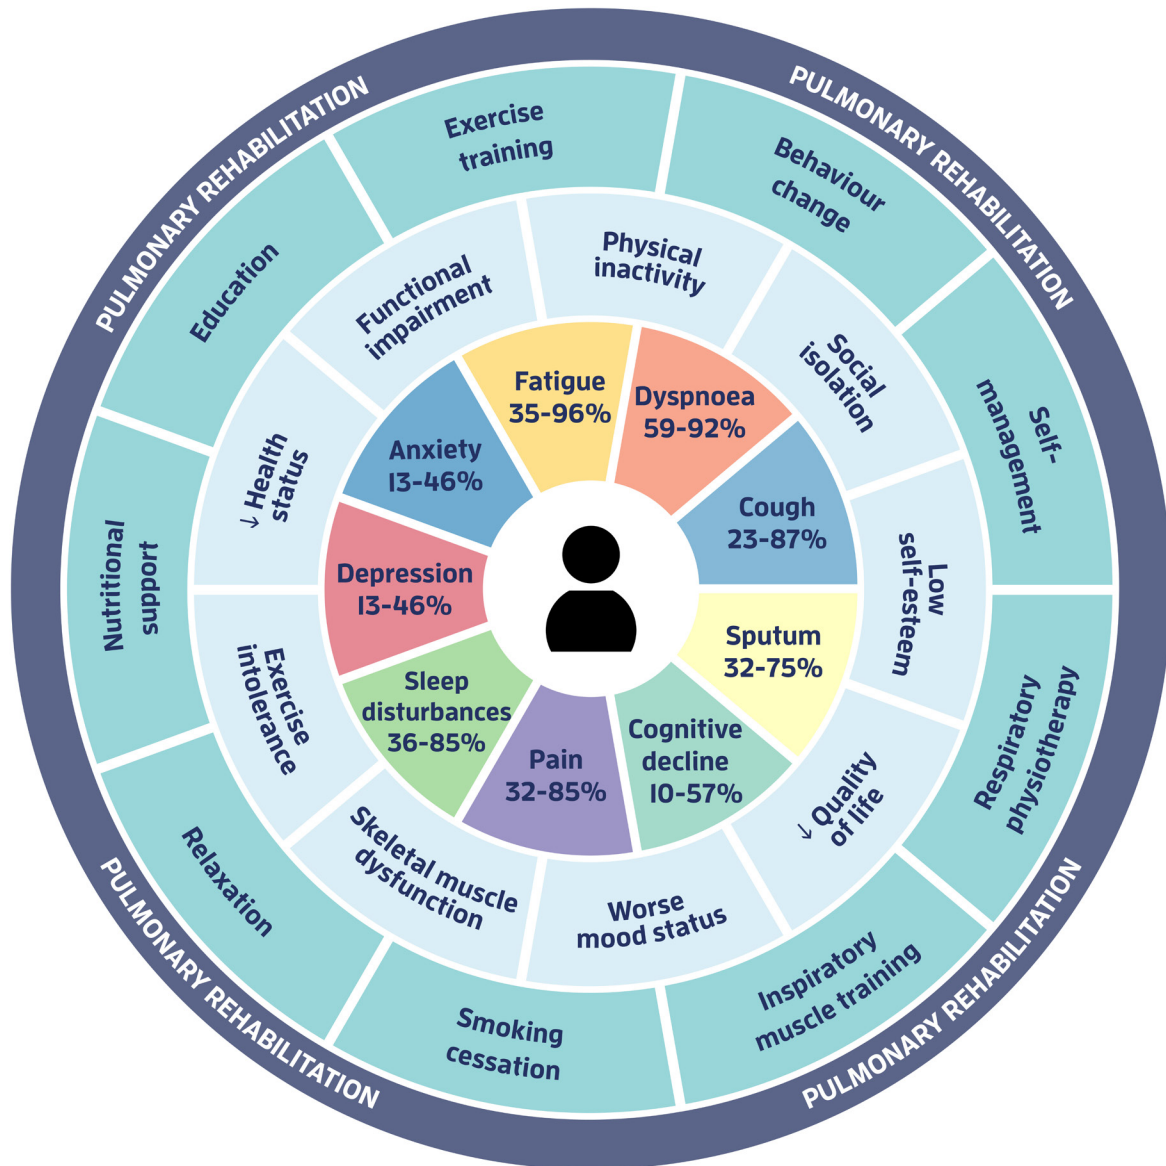 PULMONARY REHABILITATION
PULMONARY REHABILITATION
PULMONARY REHABILITATION
PULMONARY REHABILITATION
Exercise
training
Behaviour
change
Self-
management
Respiratory
physiotherapy
Inspiratory
muscle training
Smoking
cessation
Relaxation
Nutritional
support
Education
Physical
inactivity
Social
isolation
Low
self-esteem
↓ Quality
of life
Worse
mood status
Skeletal muscle
dysfunction
Exercise
intolerance
↓ Health
status
Functional
impairment
Fatigue
35-96%
Dyspnoea
59-92%
Cough
23-87%
Sputum
32-75%
Cognitive
decline
10-57%
Pain
32-85%
Sleep
disturbances
36-85%
Depression
13-46%
Anxiety
13-46%